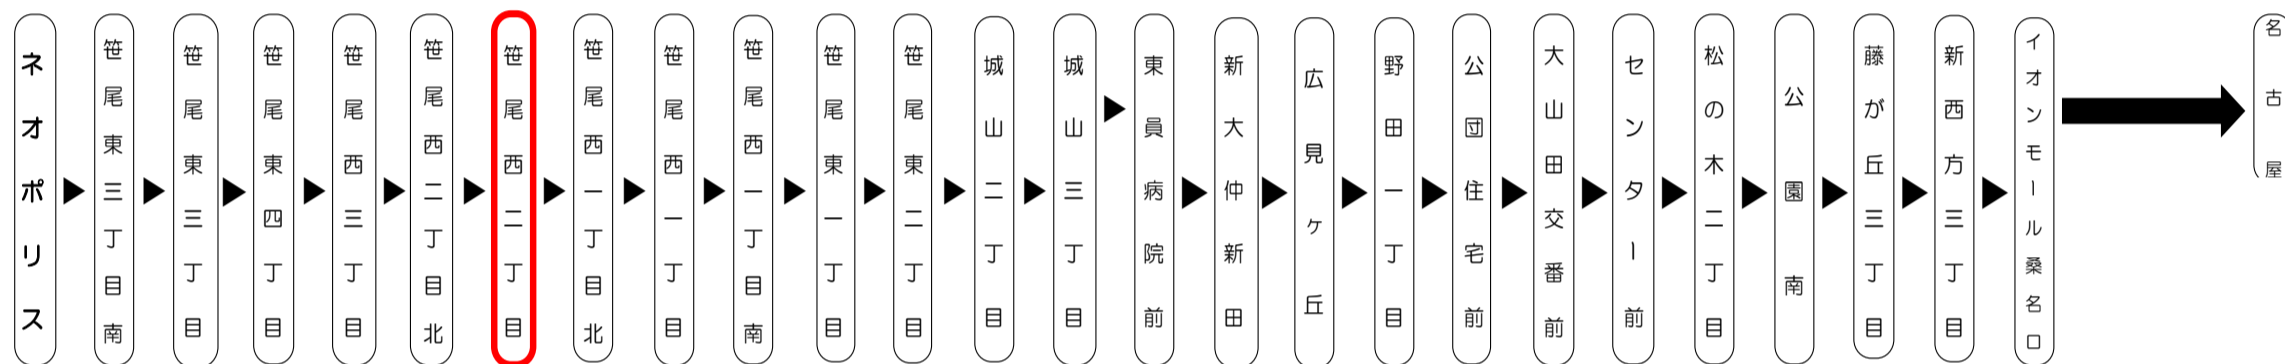 ネオポリス
笹尾東三丁目南
笹尾東三丁目
笹尾東四丁目
笹尾西三丁目
笹尾西二丁目北
笹尾西二丁目
笹尾西一丁目北
笹尾西一丁目
笹尾西一丁目南
笹尾東一丁目
笹尾東二丁目
城山二丁目
城山三丁目
東員病院前
新大仲新田
広見ヶ丘
野田一丁目
公団住宅前
大山田交番前
センター前
松の木二丁目
公園南
藤が丘三丁目
新西方三丁目
イオンモール桑名口
名古屋